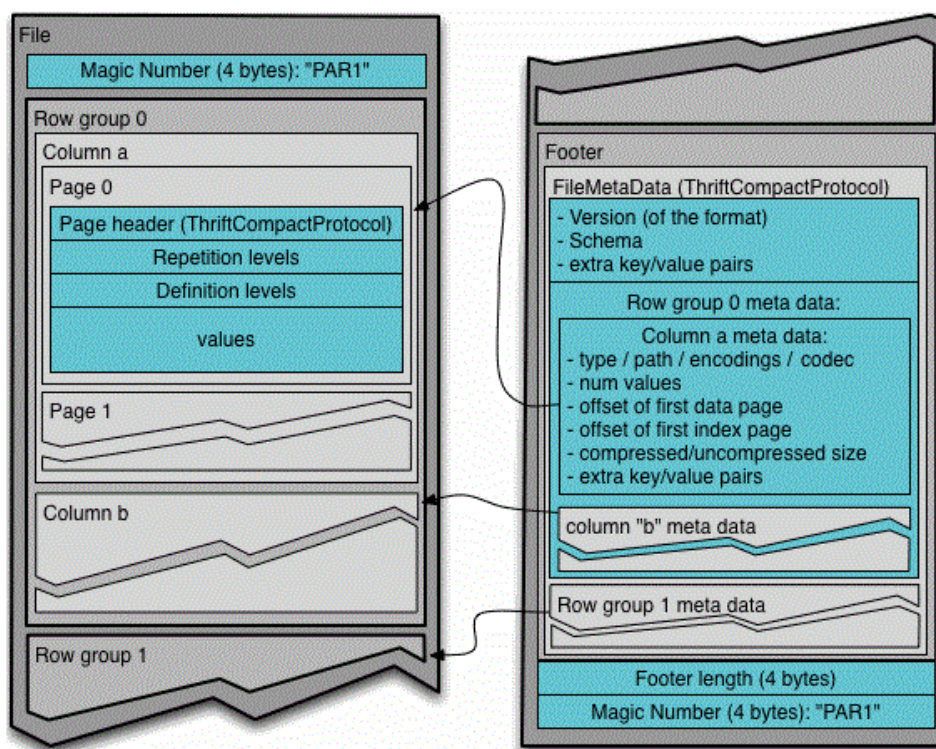 File
Magic Number (4 bytes): "PAR1"
Row group 0
Column a
Page 0
Page header (ThriftCompactProtocol)
Repetition levels
Definition levels
values
Page 1
Column b
Row group 1
Footer
FileMetaData (ThriftCompactProtocol)
- Version (of the format)
- Schema
- extra key/value pairs
Row group 0 meta data:
Column a meta data:
- type / path / encodings / codec
- num values
- offset of first data page
- offset of first index page
- compressed/uncompressed size
- extra key/value pairs
column "b" meta data
Row group 1 meta data
Footer length (4 bytes)
Magic Number (4 bytes): "PAR1"